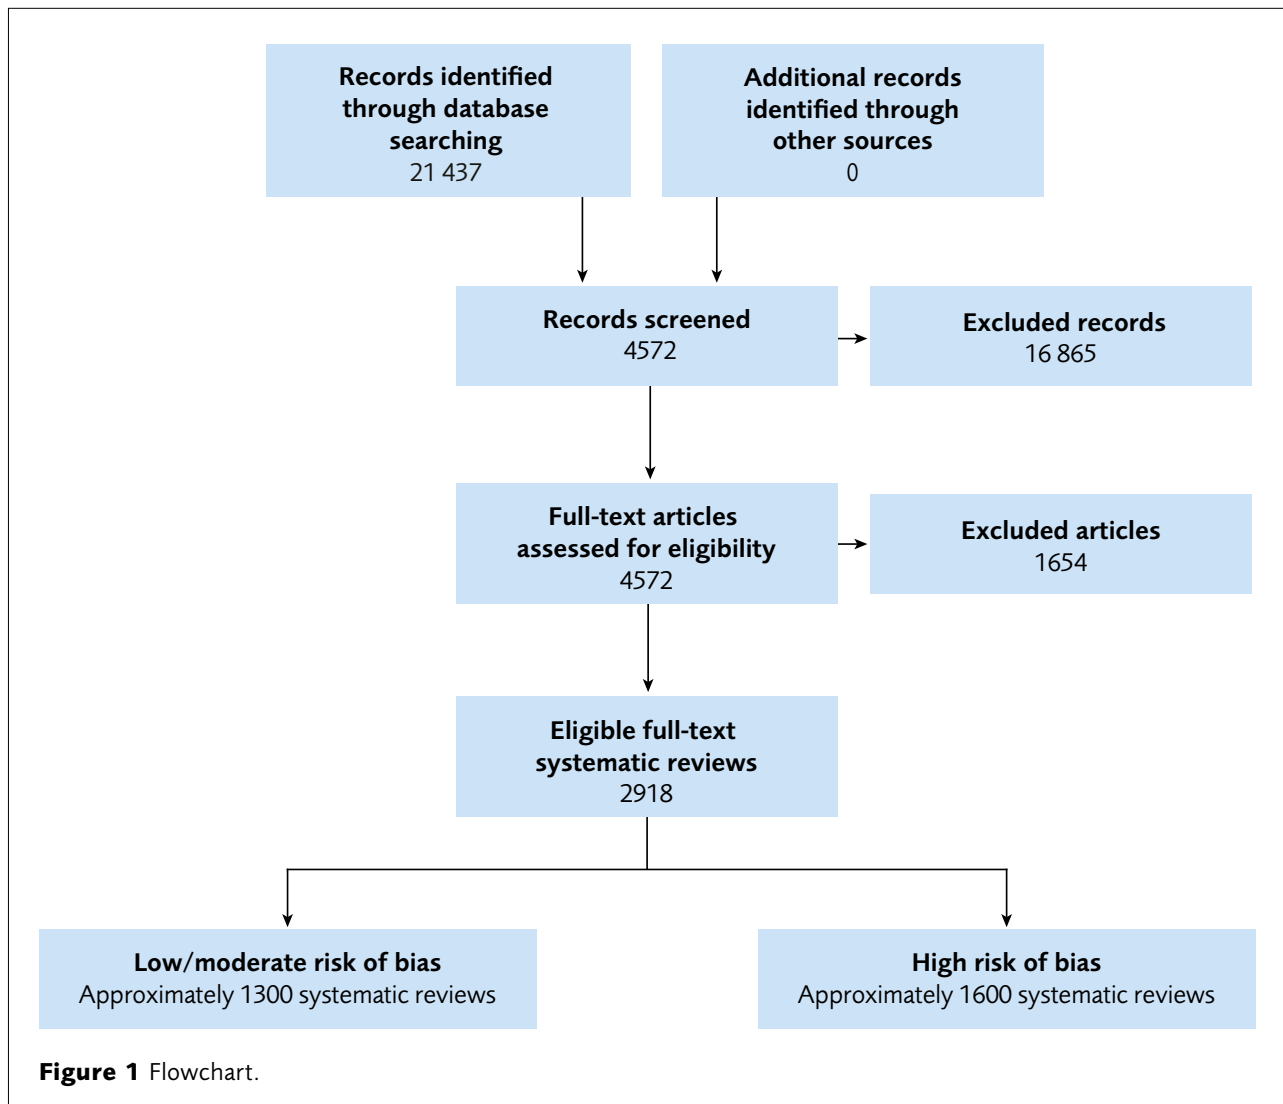 Records identified
through database
searching
21 437
Additional records
identified through
other sources
0
Records screened
4572
Excluded records
16 865
Full-text articles
assessed for eligibility
4572
Excluded articles
1654
Eligible full-text
systematic reviews
2918
Low/moderate risk of bias
Approximately 1300 systematic reviews
High risk of bias
Approximately 1600 systematic reviews
Figure 1 Flowchart.